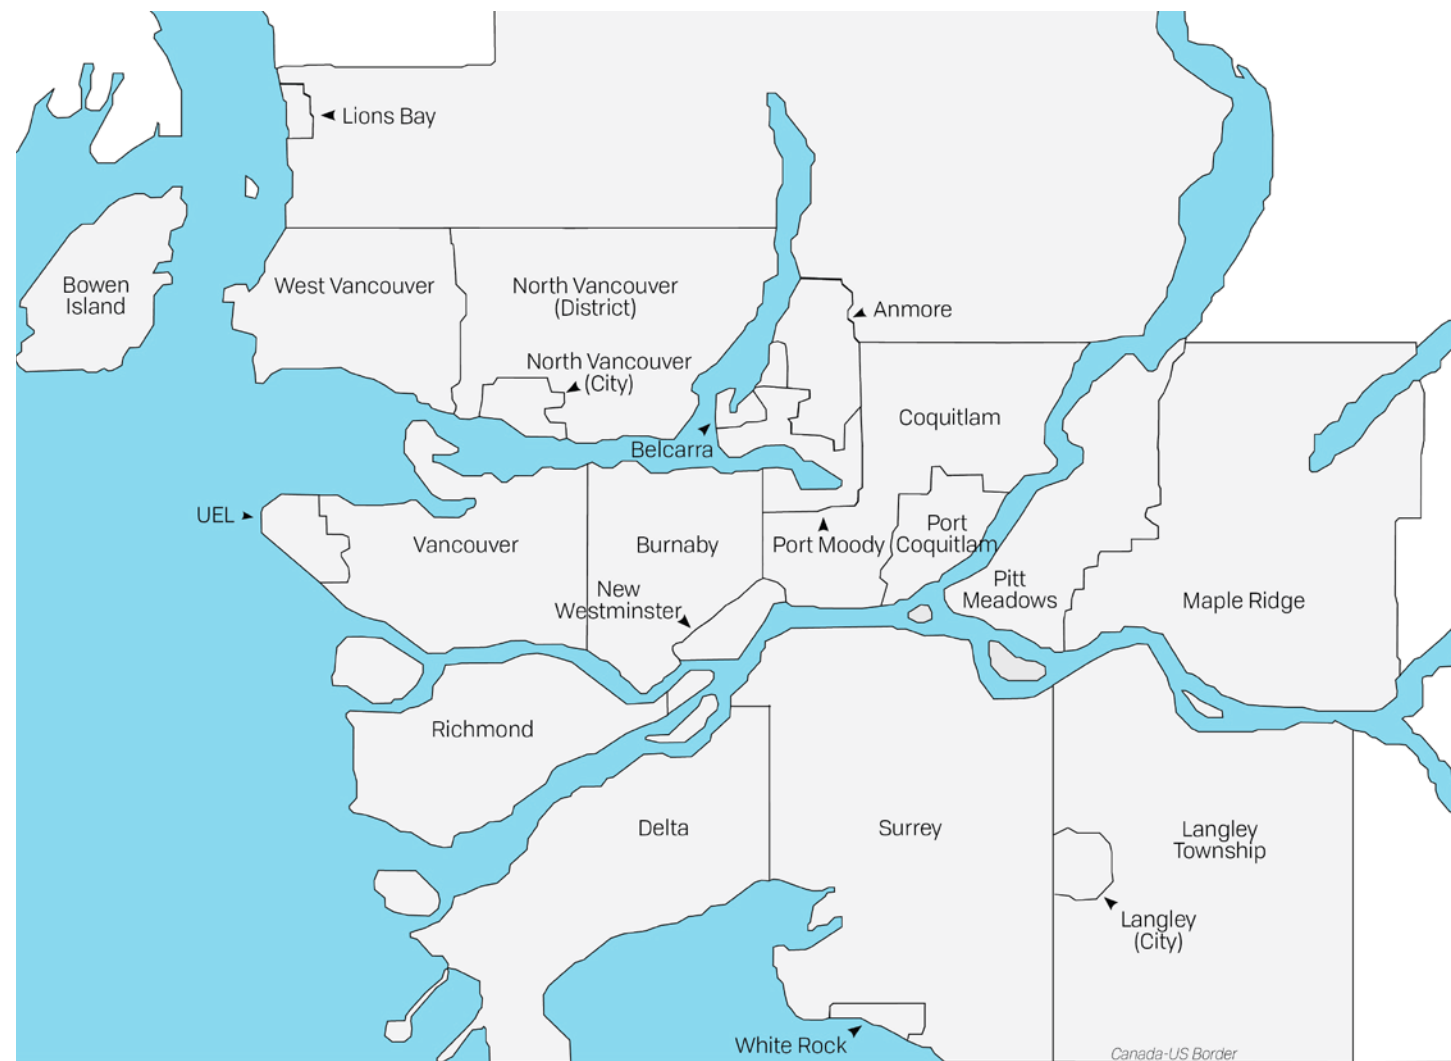 Lions Bay
Bowen
Island
West Vancouver
North Vancouver
(District)
Anmore
North Vancouver
(City)
Coquitlam
Belcarra
UEL
Vancouver
Burnaby
Port Moody
Port
Coquitlam
New
Westminster
Pitt
Meadows
Maple Ridge
Richmond
Delta
Surrey
Langley
Township
Langley
(City)
White Rock
Canada-US Border